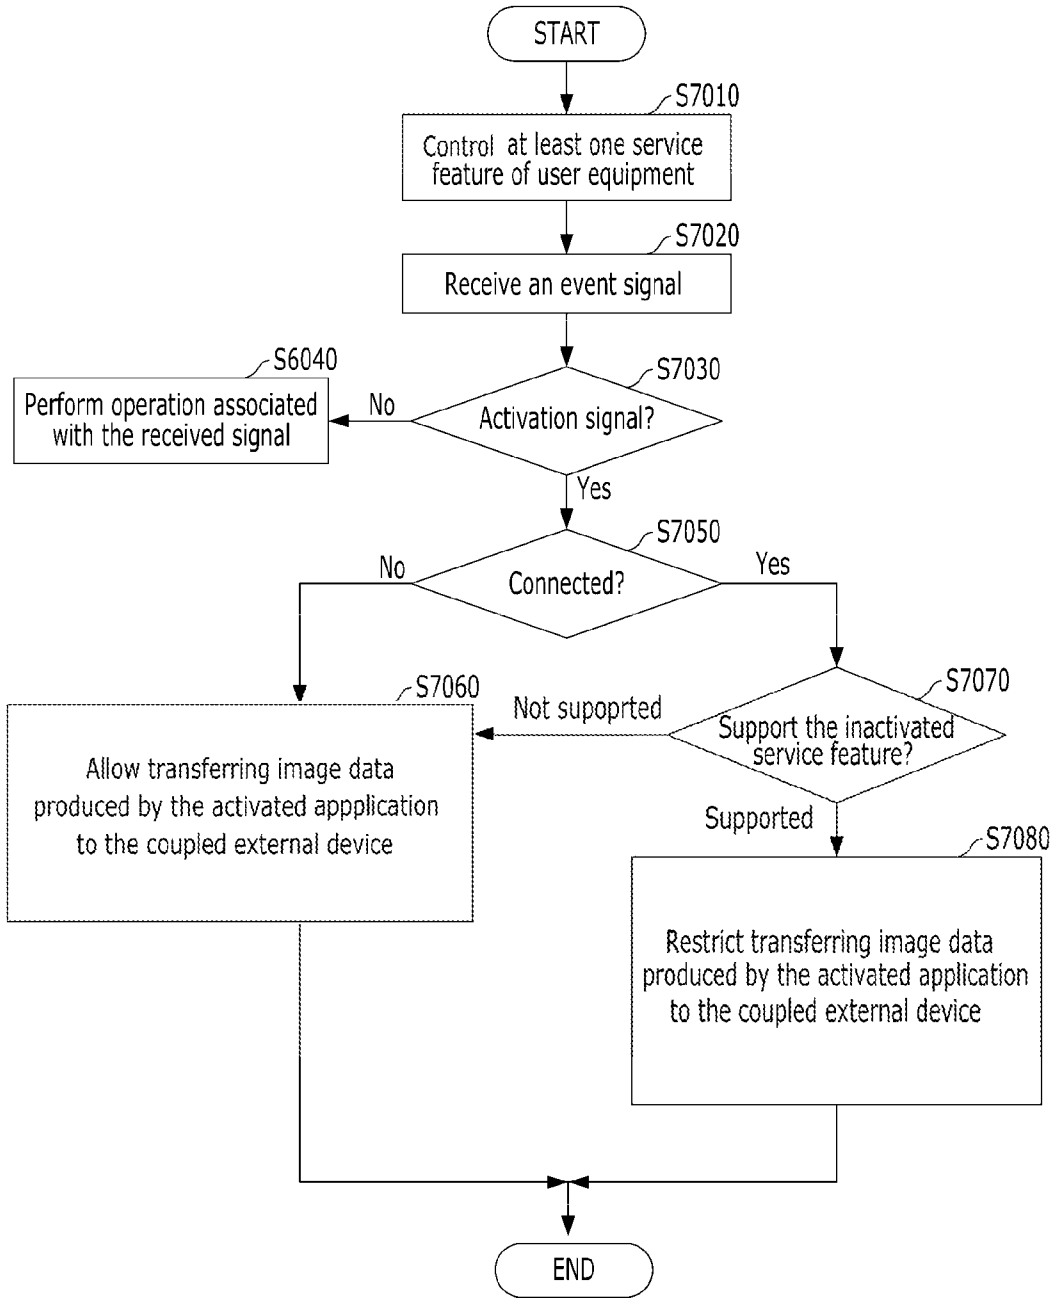 START
S7010
Control at least one service
feature of user equipment
S7020
Receive an event signal
S6040
Perform operation associated
with the received signal
No
S7030
Activation signal?
Yes
S7050
No
Connected?
Yes
S7060
Not supoprted
S7070
Support the inactivated
service feature?
Allow transferring image data
produced by the activated appplication
to the coupled external device
Supported
S7080
Restrict transferring image data
produced by the activated application
to the coupled external device
END